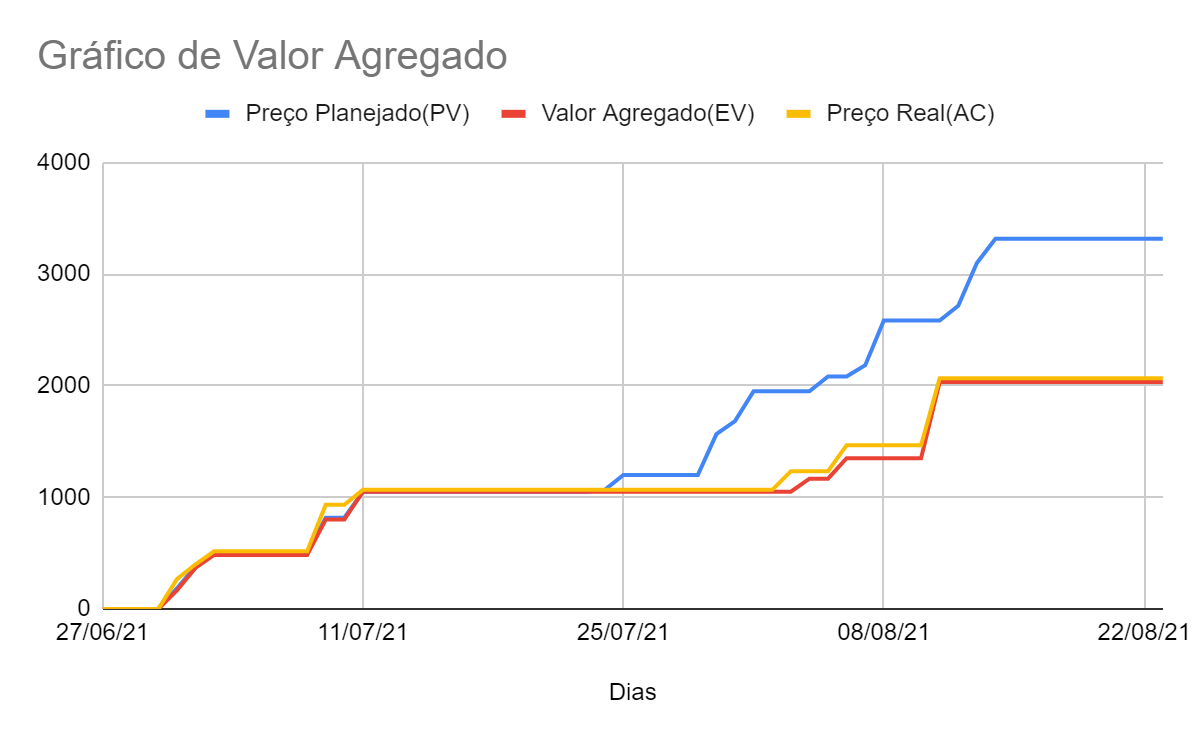 Gráfico de Valor Agregado
Preço Planejado(PV) Valor Agregado(EV) Preço Real(AC)
4000
3000
2000
1000
0
27/06/21 11/07/21 25/07/21 08/08/21 22/08/21
Dias